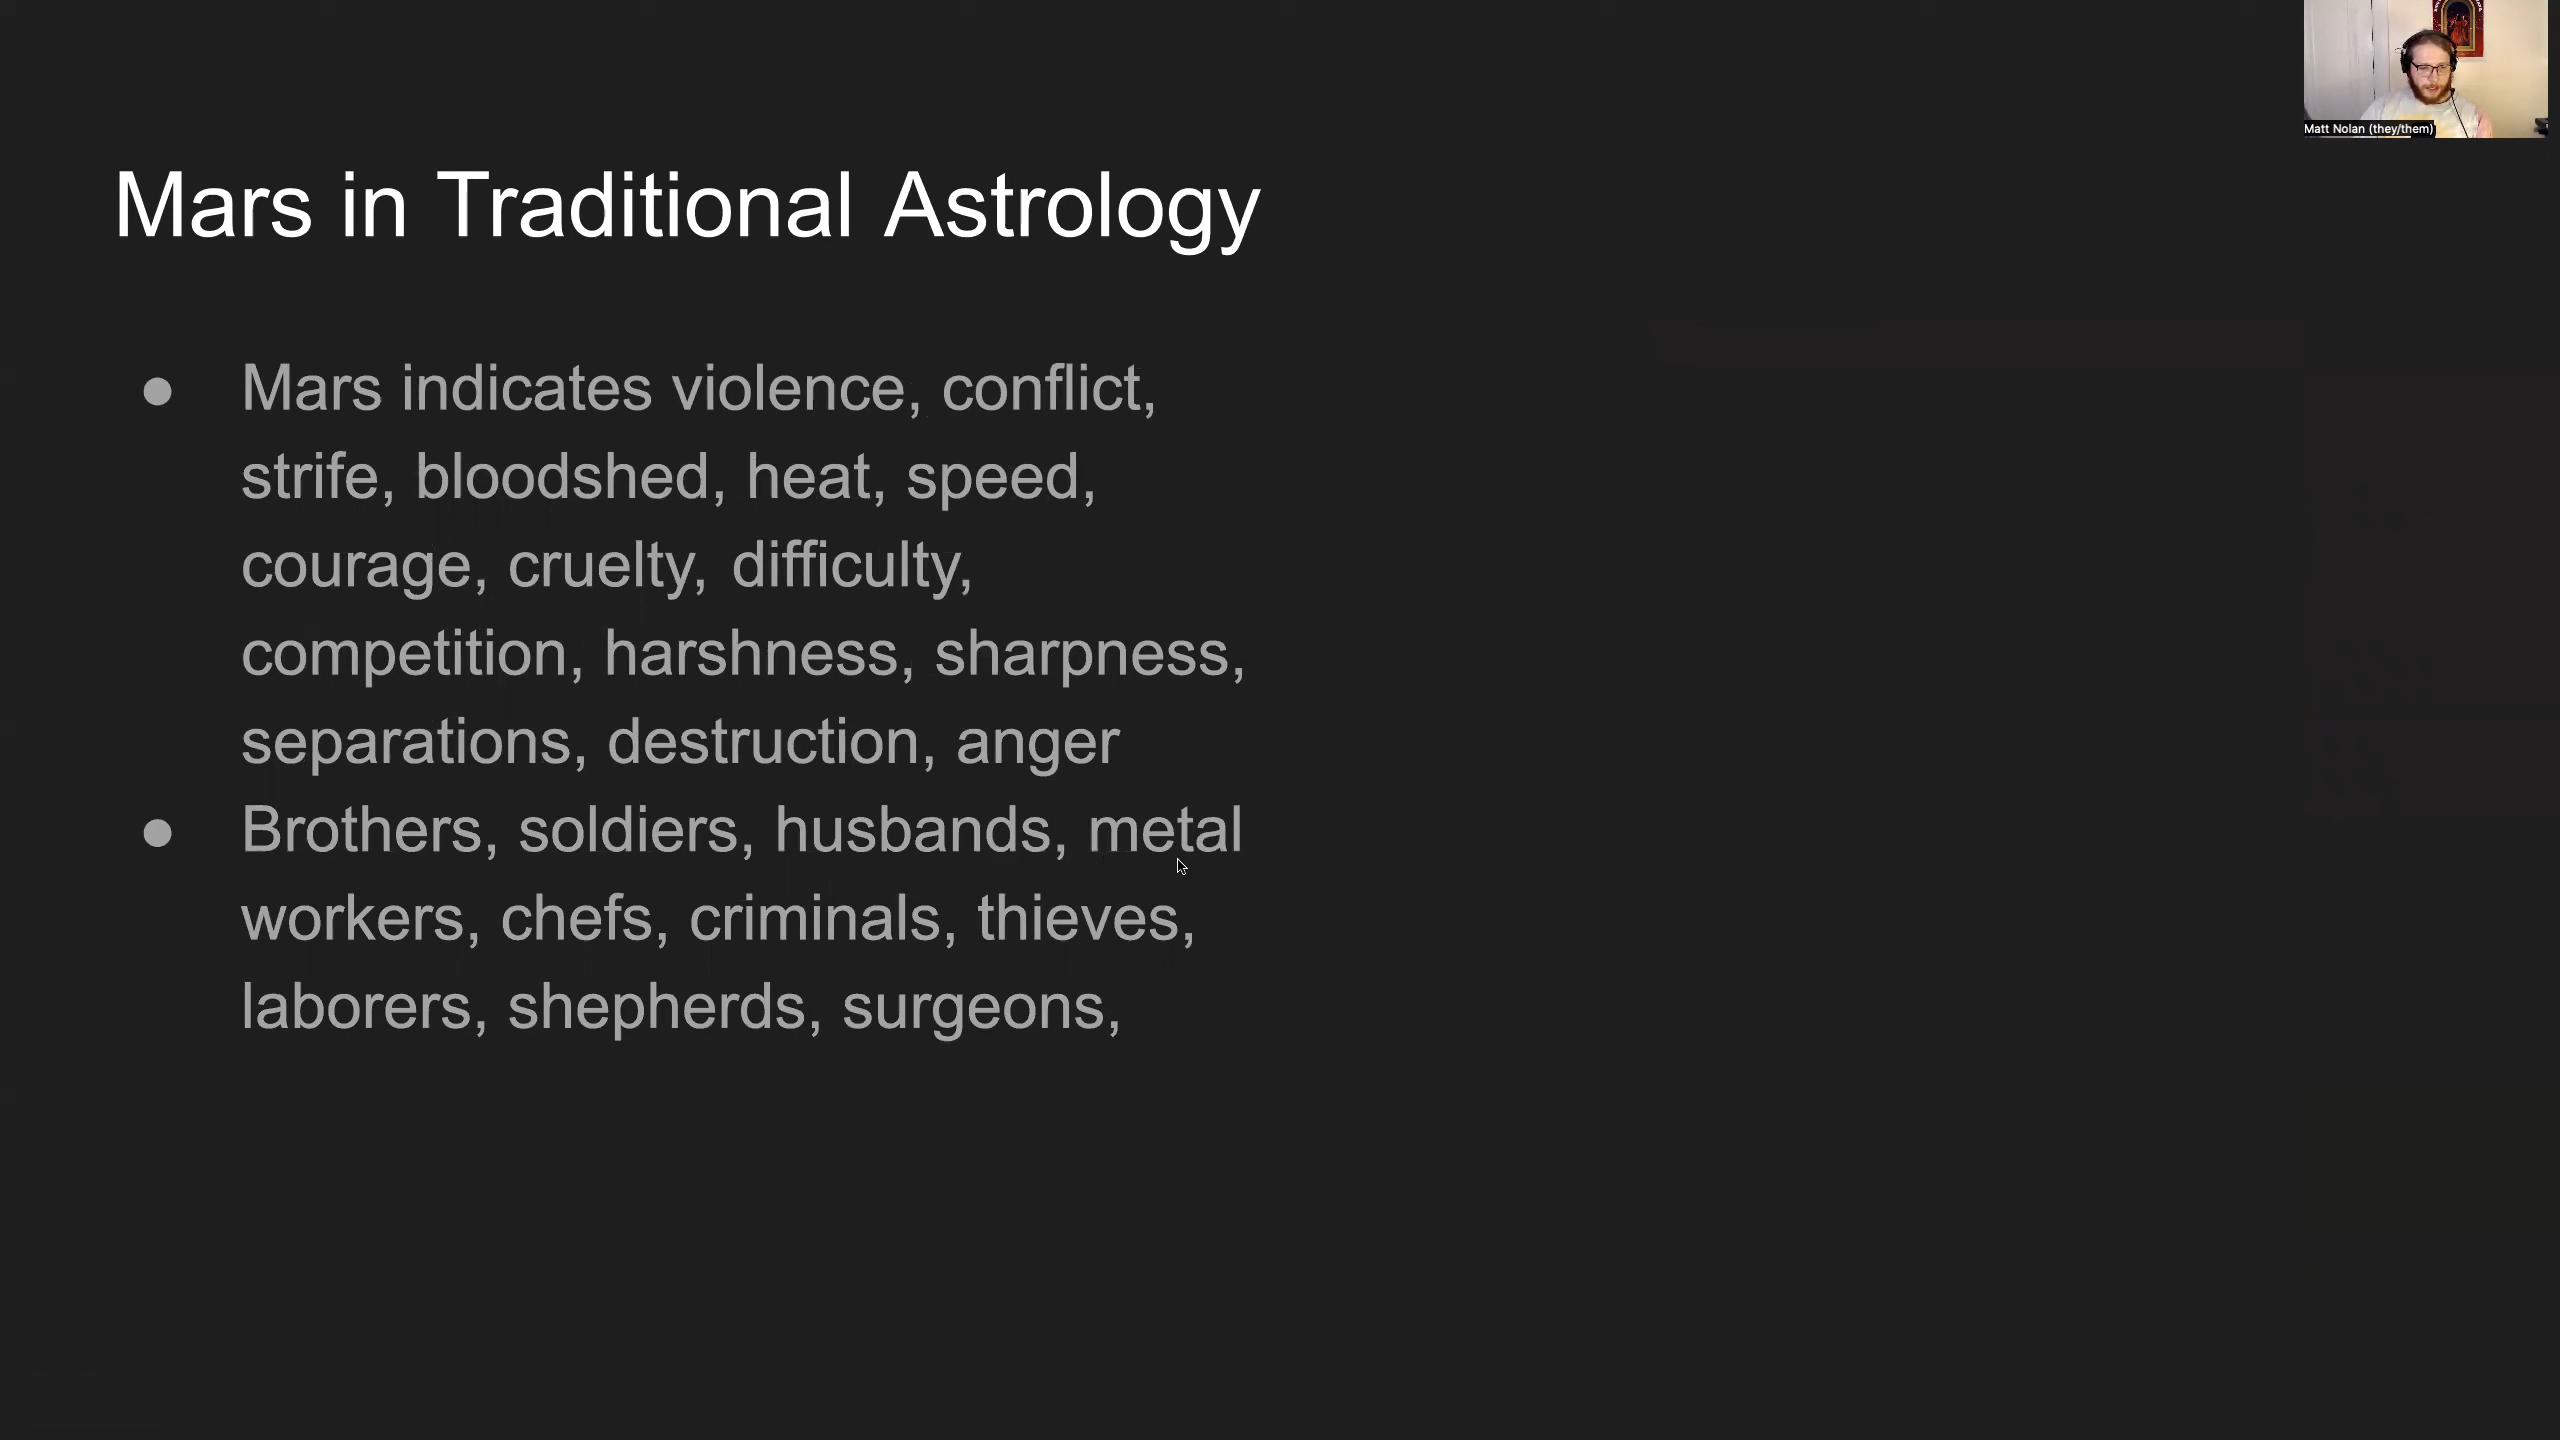 Matt Nolan (they/them)
Mars in Traditional Astrology
● Mars indicates violence, conflict,
strife, bloodshed, heat, speed,
courage, cruelty, difficulty,
competition, harshness, sharpness,
separations, destruction, anger
● Brothers, soldiers, husbands, metal
workers, chefs, criminals, thieves,
laborers, shepherds, surgeons,